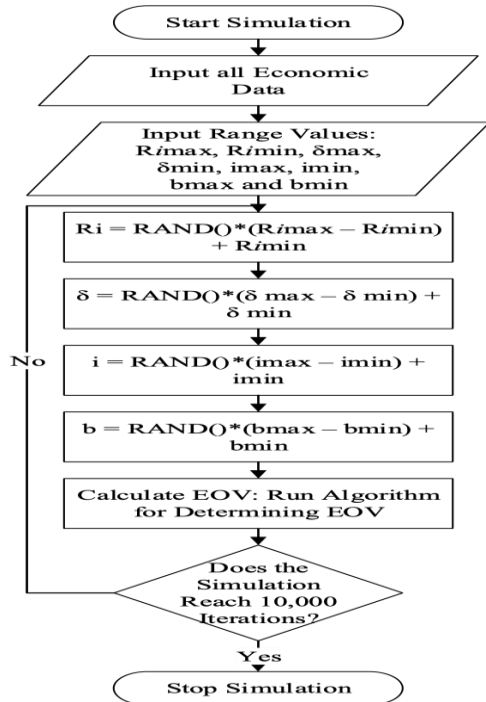 Start Simulation
Input all Economic
Data
Input Range Values:
Rimax, Rimin, δmax,
δmin, imax, imin,
bmax and bmin
Ri = RAND()*(Rimax – Rimin)
+ Rimin
δ = RAND()*(δ max – δ min) +
δ min
No
i = RAND()*(imax – imin) +
imin
b = RAND()*(bmax – bmin) +
bmin
Calculate EOV: Run Algorithm
for Determining EOV
Does the
Simulation
Reach 10,000
Iterations?
Yes
Stop Simulation